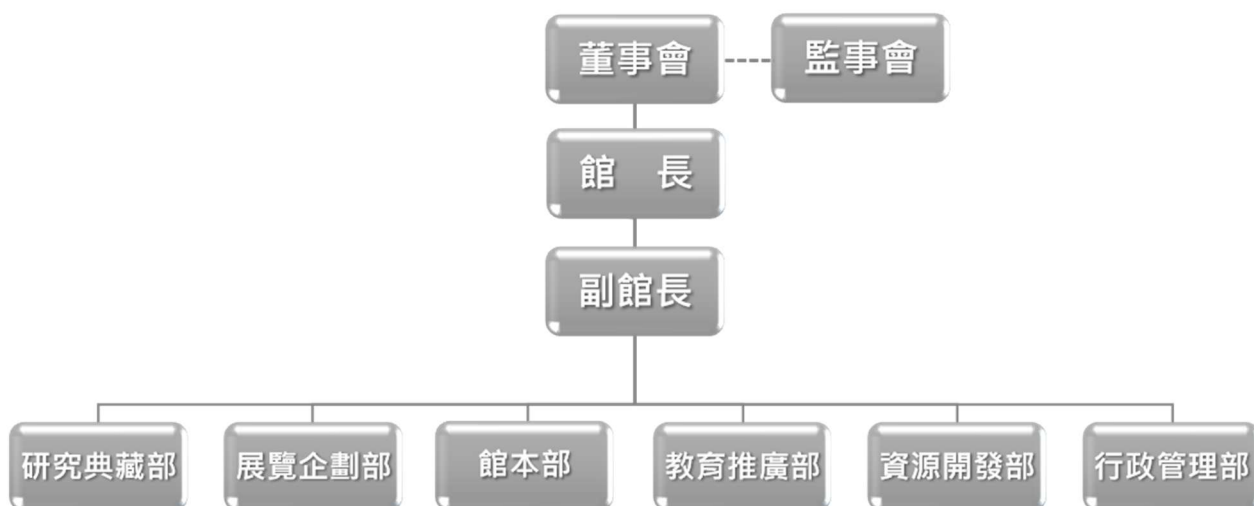 董事會
監事會
館　長
副館長
研究典藏部
展覽企劃部
館本部
教育推廣部
資源開發部
行政管理部